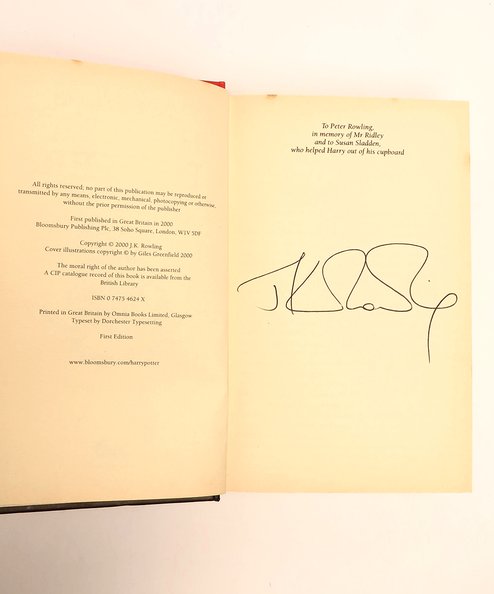 All rights reserved; no part of this publication may be reproduced or
transmitted by any means, electronic, mechanical, photocopying or otherwise,
without the prior permission of the publisher
First published in Great Britain in 2000
Bloomsbury Publishing Plc, 38 Soho Square, London, W1V 5DF
Copyright © 2000 J.K. Rowling
Cover illustrations copyright © by Giles Greenfield 2000
The moral right of the author has been asserted
A CIP catalogue record of this book is available from the
British Library
ISBN 0 7475 4624 X
Printed in Great Britain by Omnia Books Limited, Glasgow
Typeset by Dorchester Typesetting
First Edition
www.bloomsbury.com/harrypotter
To Peter Rowling,
in memory of Mr Ridley
and to Susan Sladden,
who helped Harry out of his cupboard
JK Rowling